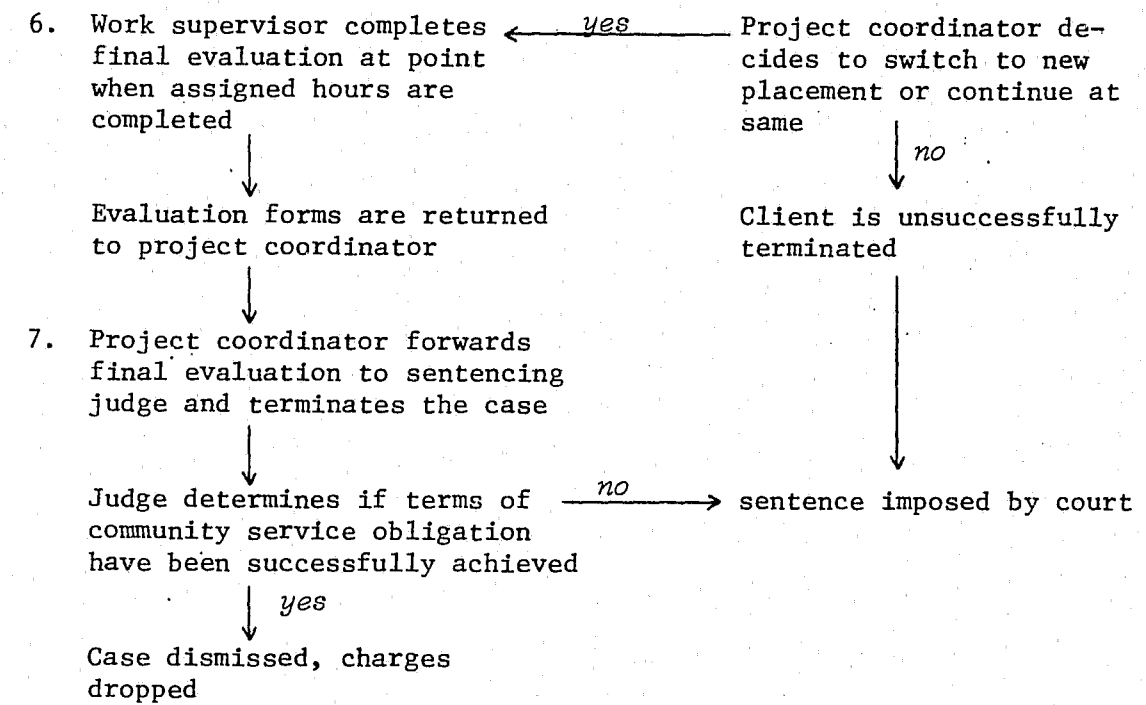 6. Work supervisor completes
final evaluation at point
when assigned hours are
completed
yes
Project coordinator de-
cides to switch to new
placement or continue at
same
no
Evaluation forms are returned
to project coordinator
Client is unsuccessfully
terminated
7. Project coordinator forwards
final evaluation to sentencing
judge and terminates the case
Judge determines if terms of
community service obligation
have been successfully achieved
no
sentence imposed by court
yes
Case dismissed, charges
dropped